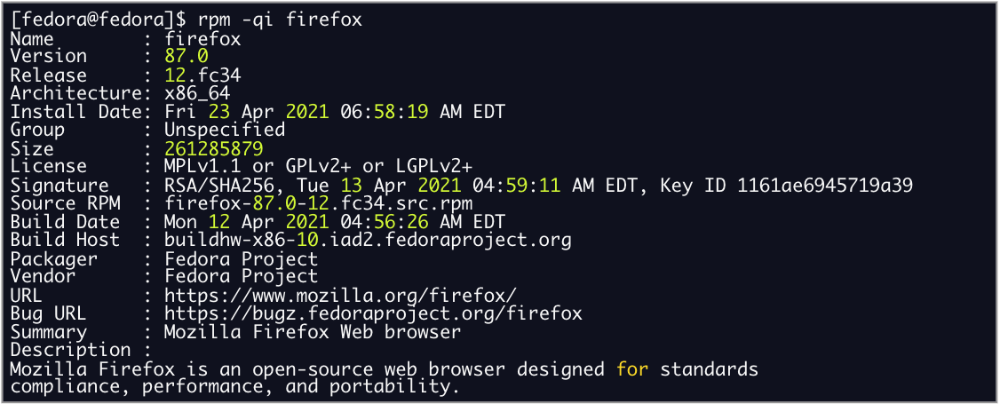 [fedora@fedora]$ rpm -qi firefox
Name        : firefox
Version     : 87.0
Release     : 12.fc34
Architecture: x86_64
Install Date: Fri 23 Apr 2021 06:58:19 AM EDT
Group       : Unspecified
Size        : 261285879
License     : MPLv1.1 or GPLv2+ or LGPLv2+
Signature   : RSA/SHA256, Tue 13 Apr 2021 04:59:11 AM EDT, Key ID 1161ae6945719a39
Source RPM  : firefox-87.0-12.fc34.src.rpm
Build Date  : Mon 12 Apr 2021 04:56:26 AM EDT
Build Host  : buildhw-x86-10.iad2.fedoraproject.org
Packager    : Fedora Project
Vendor      : Fedora Project
URL         : https://www.mozilla.org/firefox/
Bug URL     : https://bugz.fedoraproject.org/firefox
Summary     : Mozilla Firefox Web browser
Description :
Mozilla Firefox is an open-source web browser designed for standards
compliance, performance, and portability.